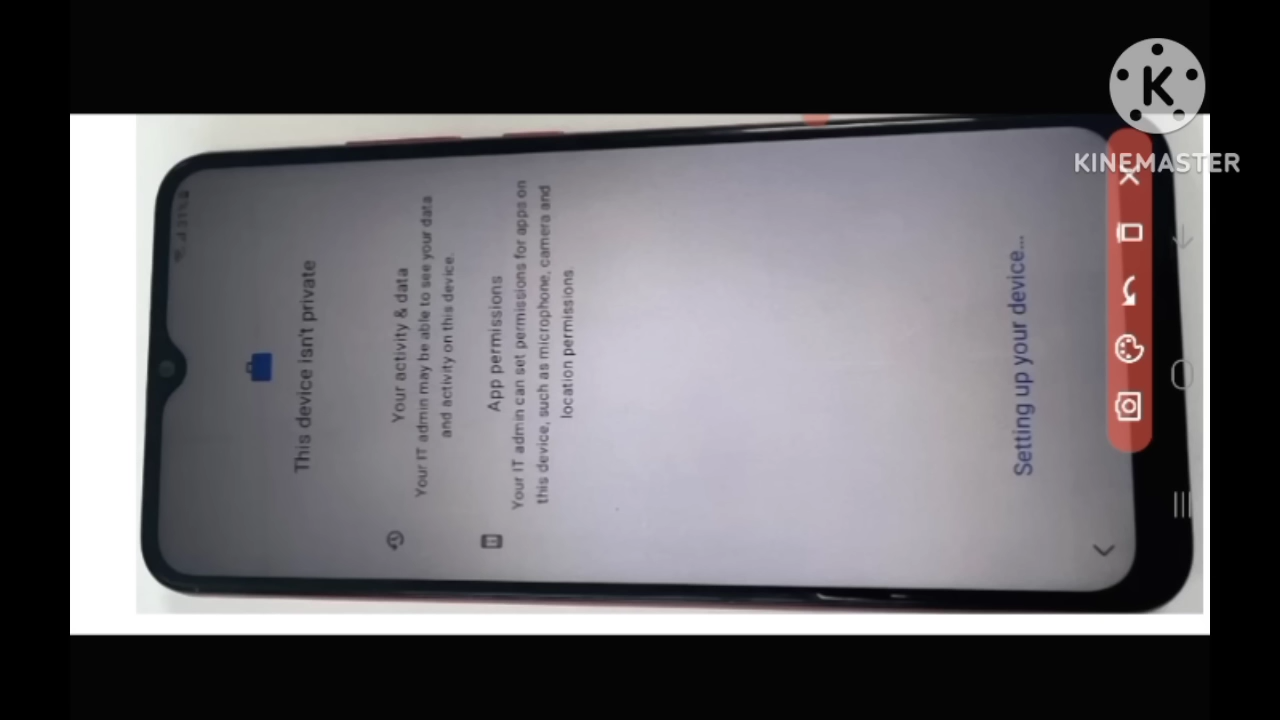 This device isn't private
Your activity & data
Your IT admin may be able to see your data
and activity on this device.
App permissions
Your IT admin can set permissions for apps on
this device, such as microphone, camera and
location permissions.
Setting up your device...
K
KINEMASTER